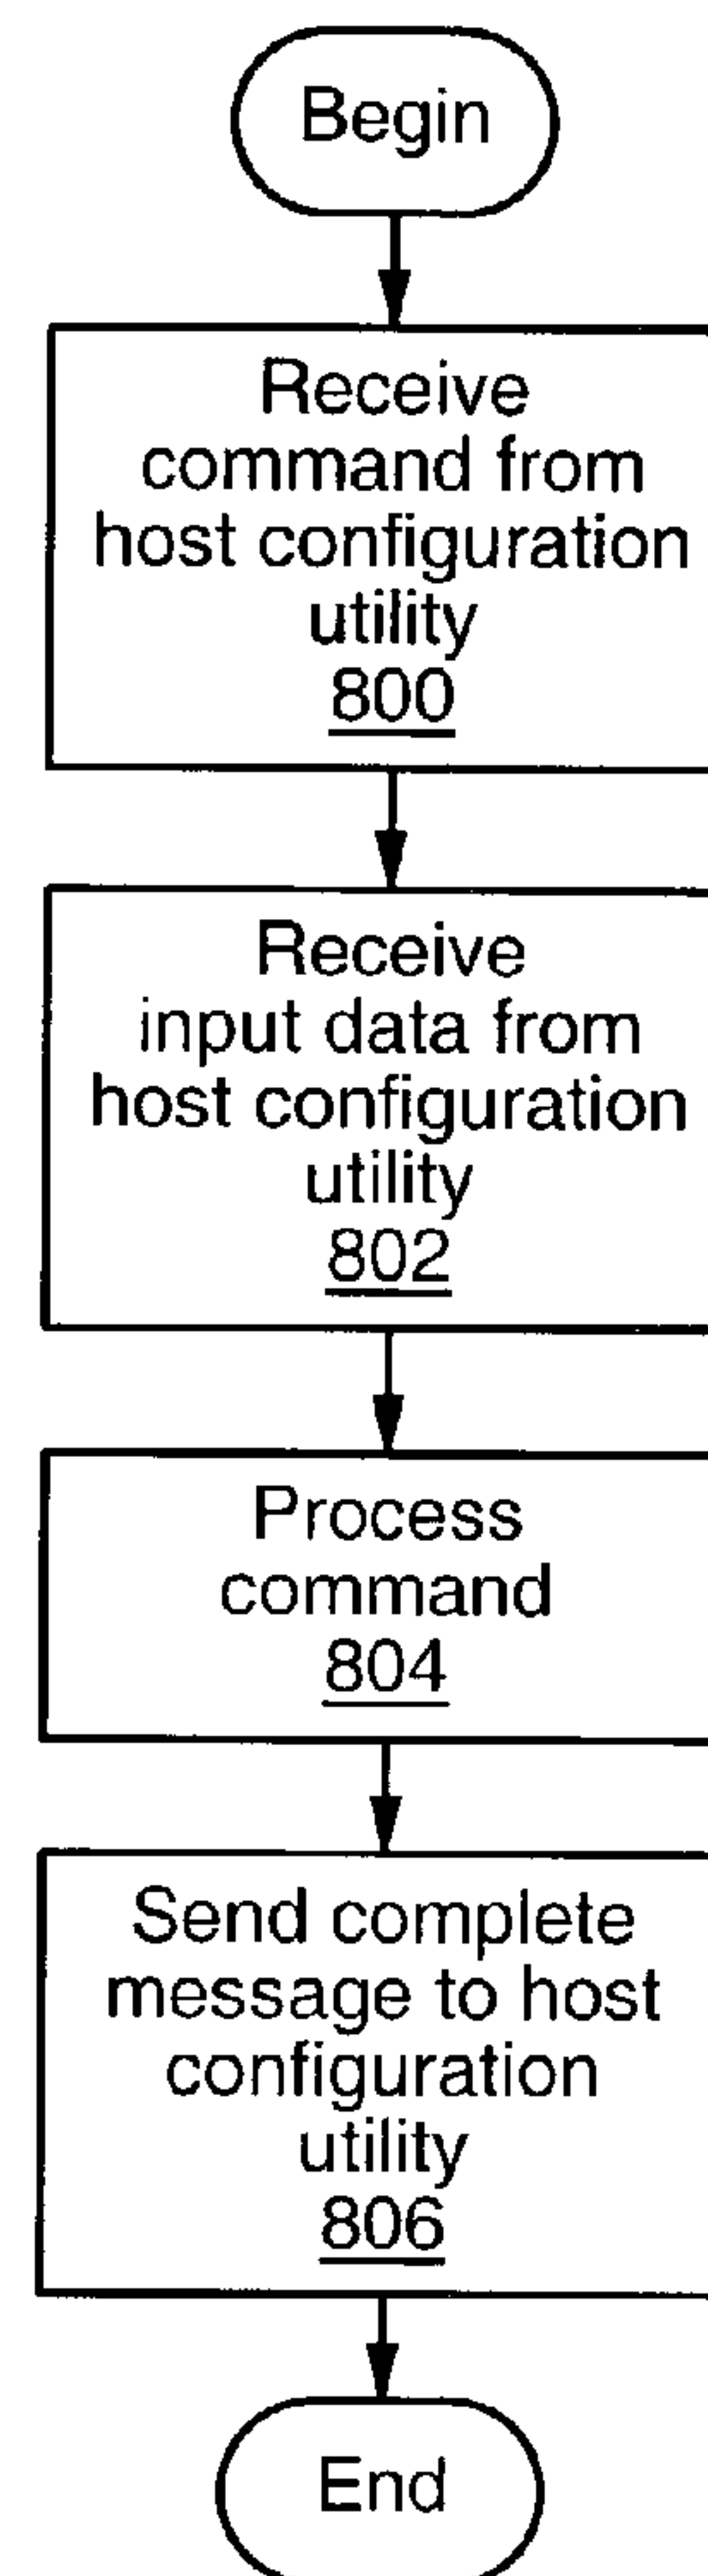 Begin
Receive
command from
host configuration
utility
800
Receive
input data from
host configuration
utility
802
Process
command
804
Send complete
message to host
configuration
utility
806
End